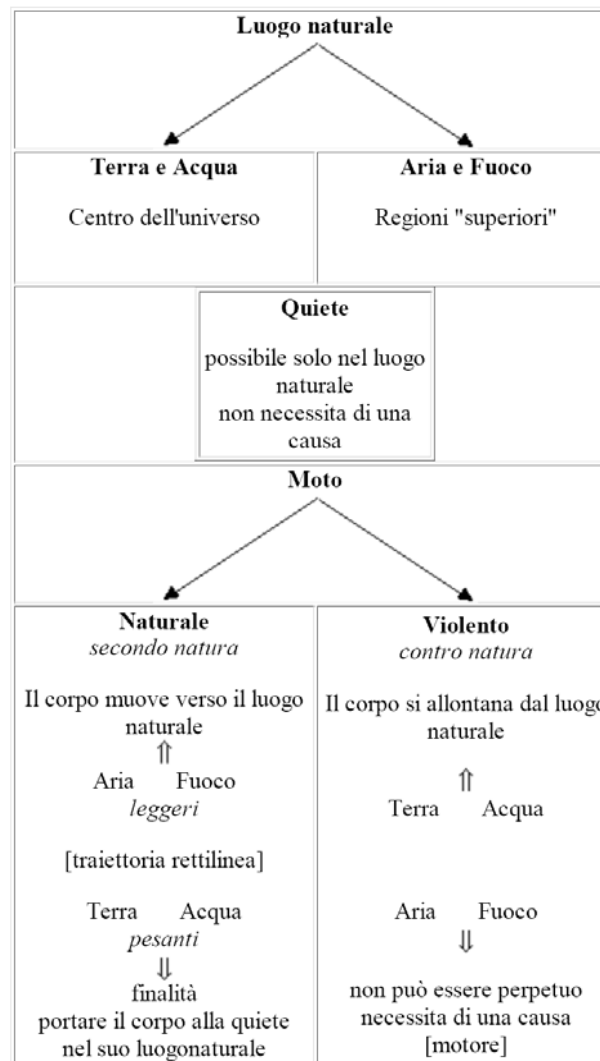 Luogo naturale
Terra e Acqua
Centro dell'universo
Aria e Fuoco
Regioni "superiori"
Quiete
possibile solo nel luogo
naturale
non necessita di una
causa
Moto
Naturale
secondo natura
Il corpo muove verso il luogo
naturale
⇑
Aria Fuoco
leggeri
[traiettoria rettilinea]
Terra Acqua
pesanti
⇓
finalità
portare il corpo alla quiete
nel suo luogonaturale
Violento
contro natura
Il corpo si allontana dal luogo
naturale
⇑
Terra Acqua
Aria Fuoco
⇓
non può essere perpetuo
necessita di una causa
[motore]